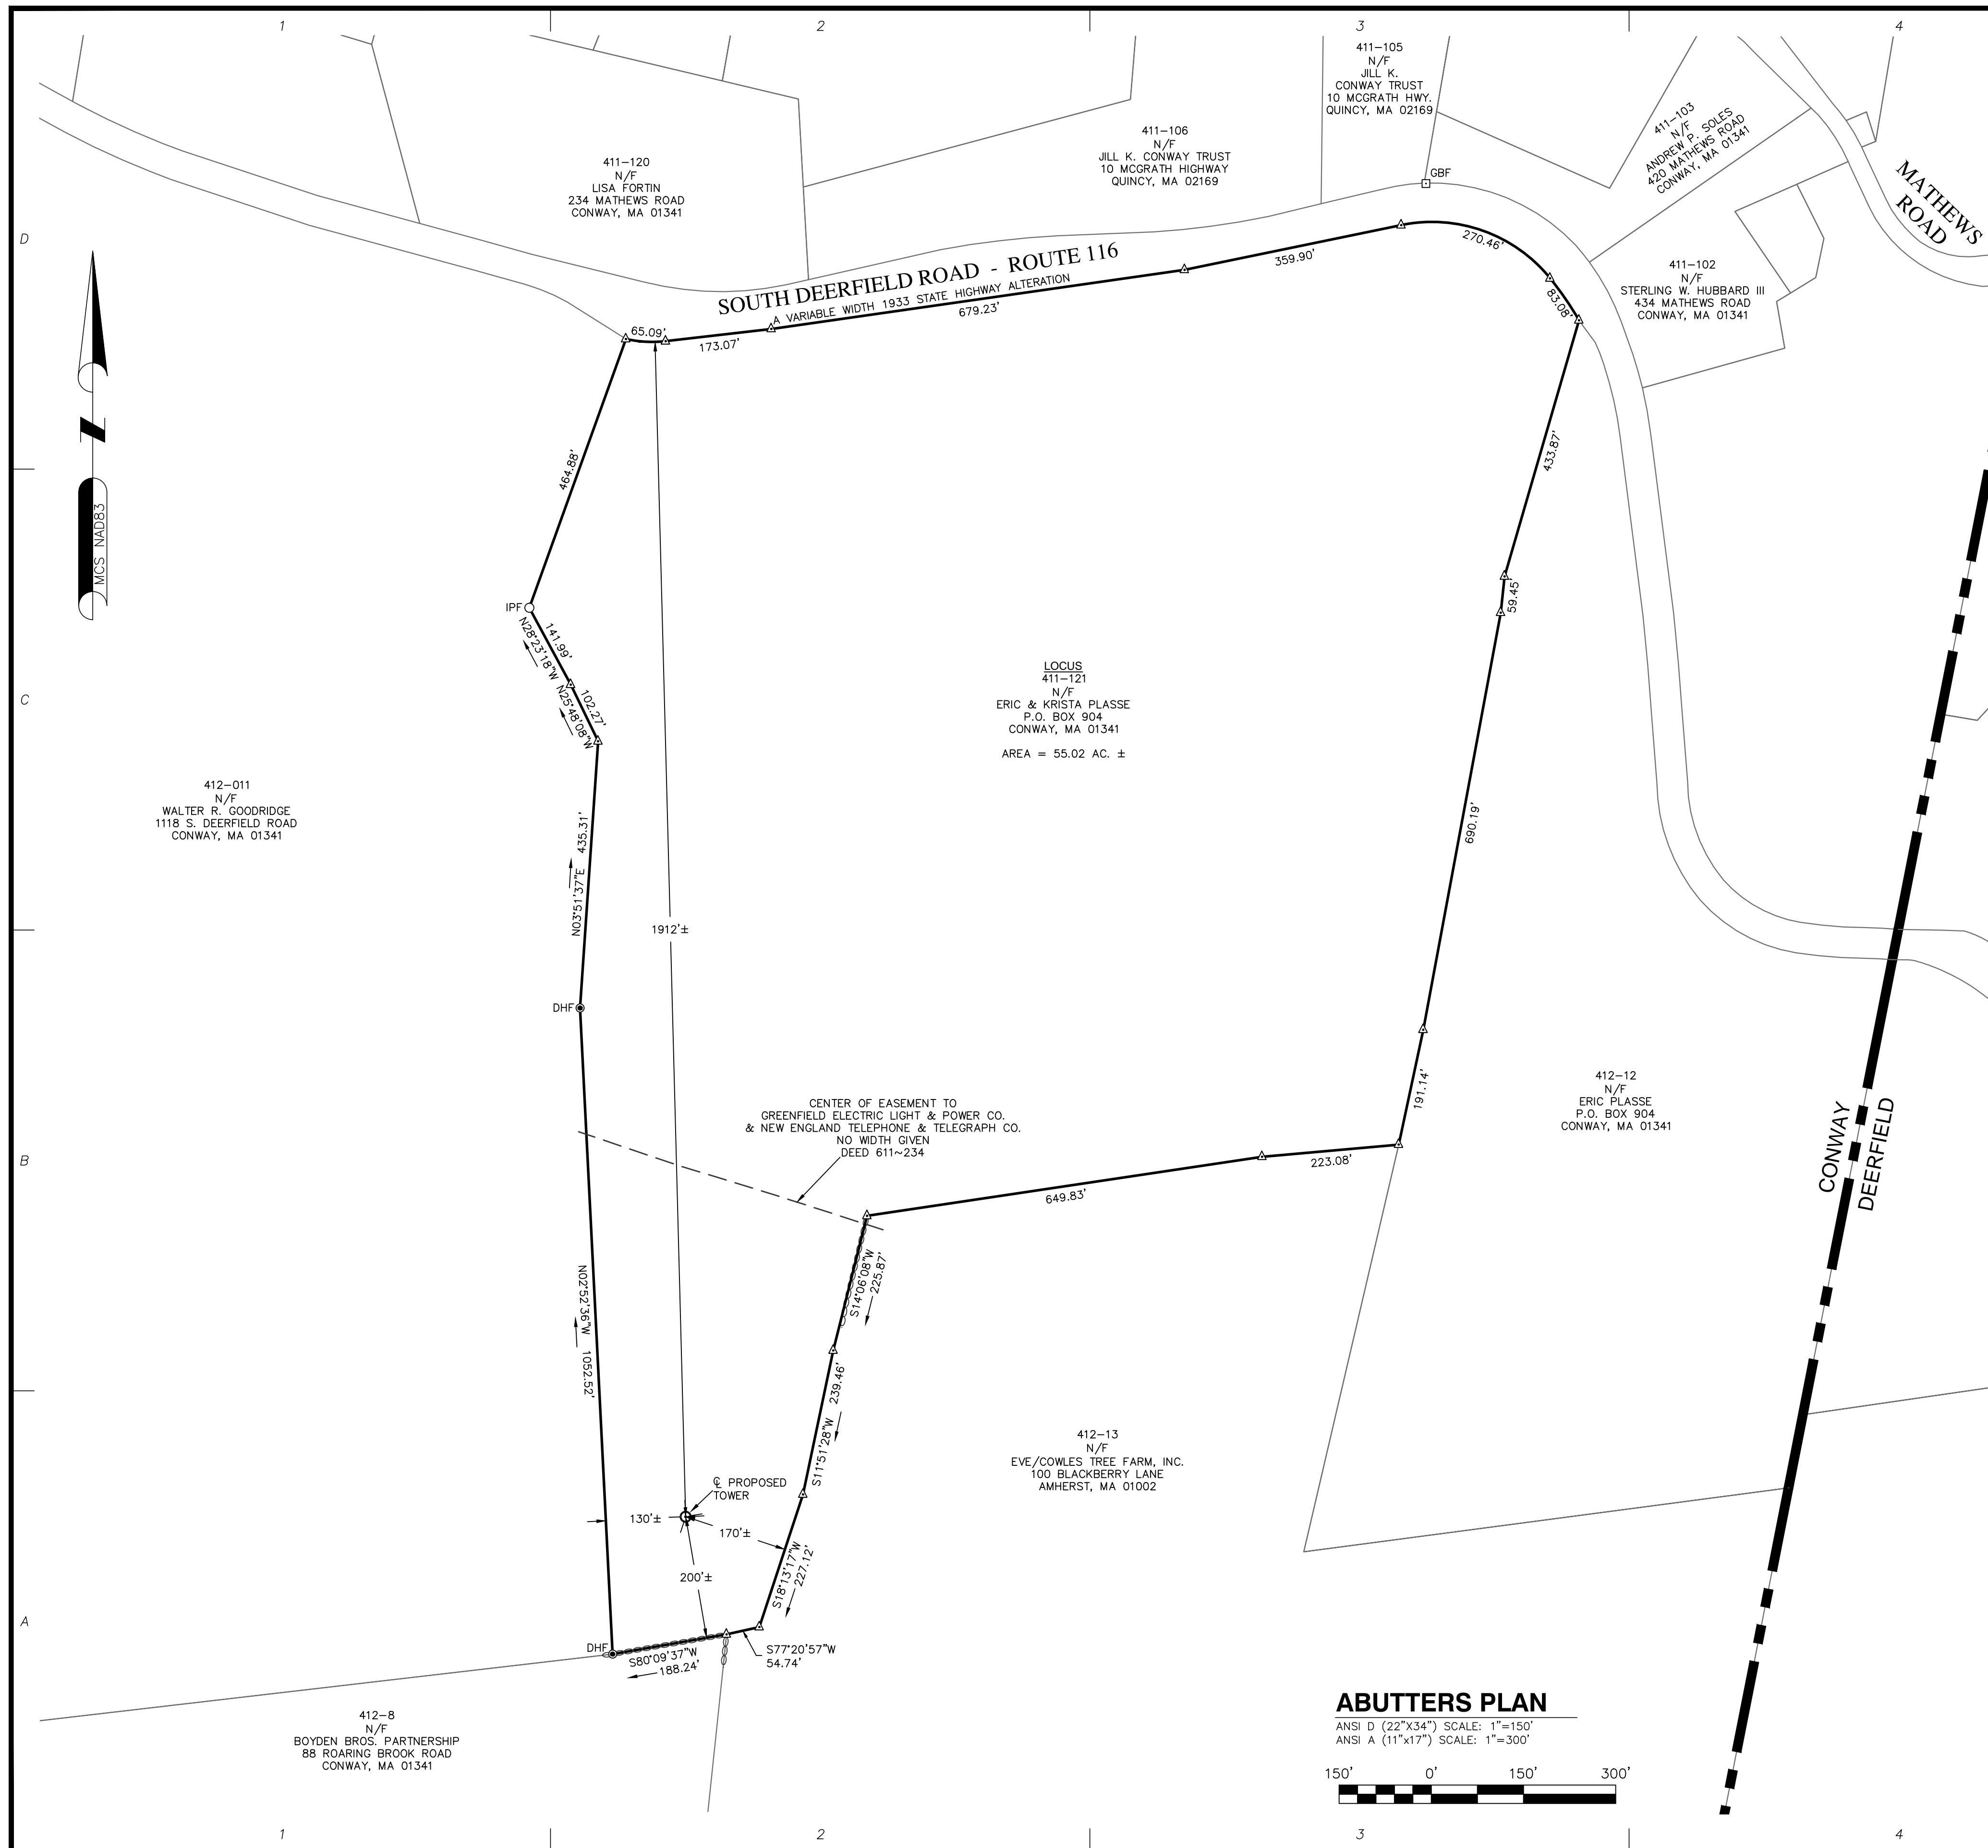 1
2
3
4
411-105
N/F
JILL K.
CONWAY TRUST
10 MCGRATH HWY.
QUINCY, MA 02169
411-103
N/F
ANDREW P. SOLES
420 MATHEWS ROAD
CONWAY, MA 01341
411-106
N/F
JILL K. CONWAY TRUST
10 MCGRATH HIGHWAY
QUINCY, MA 02169
411-120
N/F
LISA FORTIN
234 MATHEWS ROAD
CONWAY, MA 01341
GBF
MATHEWS
ROAD
D
SOUTH DEERFIELD ROAD - ROUTE 116
A VARIABLE WIDTH 1933 STATE HIGHWAY ALTERATION
411-102
N/F
STERLING W. HUBBARD III
434 MATHEWS ROAD
CONWAY, MA 01341
65.09'
173.07'
679.23'
359.90'
270.46'
83.08'
433.87'
59.45'
690.19'
191.14'
223.08'
649.83'
464.88'
N
MCS NAD83
IPF
141.99'
N28°23'18"W
102.27'
N25°48'08"W
C
LOCUS
411-121
N/F
ERIC & KRISTA PLASSE
P.O. BOX 904
CONWAY, MA 01341
AREA = 55.02 AC. ±
412-011
N/F
WALTER R. GOODRIDGE
1118 S. DEERFIELD ROAD
CONWAY, MA 01341
N03°51'37"E 435.31'
1912'±
DHF
CENTER OF EASEMENT TO
GREENFIELD ELECTRIC LIGHT & POWER CO.
& NEW ENGLAND TELEPHONE & TELEGRAPH CO.
NO WIDTH GIVEN
DEED 611~234
412-12
N/F
ERIC PLASSE
P.O. BOX 904
CONWAY, MA 01341
CONWAY
DEERFIELD
B
S14°06'08"W
225.87'
N02°52'36"W 1052.52'
S11°51'28"W 239.46'
412-13
N/F
EVE/COWLES TREE FARM, INC.
100 BLACKBERRY LANE
AMHERST, MA 01002
℄ PROPOSED
TOWER
130'±
170'±
200'±
S18°13'17"W
227.12'
A
DHF
S80°09'37"W
188.24'
S77°20'57"W
54.74'
412-8
N/F
BOYDEN BROS. PARTNERSHIP
88 ROARING BROOK ROAD
CONWAY, MA 01341
ABUTTERS PLAN
ANSI D (22"X34") SCALE: 1"=150'
ANSI A (11"x17") SCALE: 1"=300'
150' 0' 150' 300'
1
2
3
4